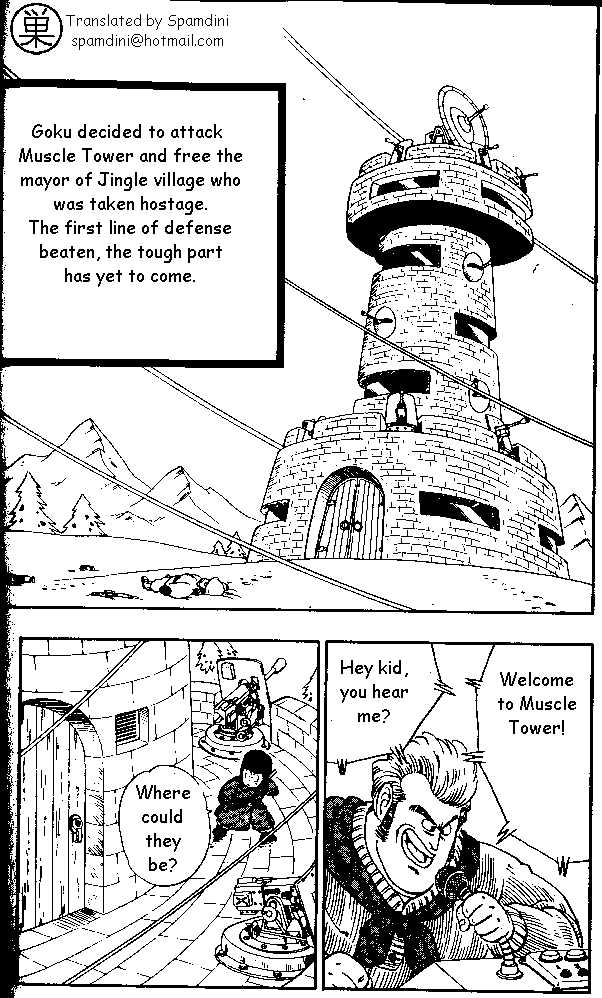 巣
Translated by Spamdini
spamdini@hotmail.com
Goku decided to attack
Muscle Tower and free the
mayor of Jingle village who
was taken hostage.
The first line of defense
beaten, the tough part
has yet to come.
Where
could
they
be?
Hey kid,
you hear
me?
Welcome
to Muscle
Tower!